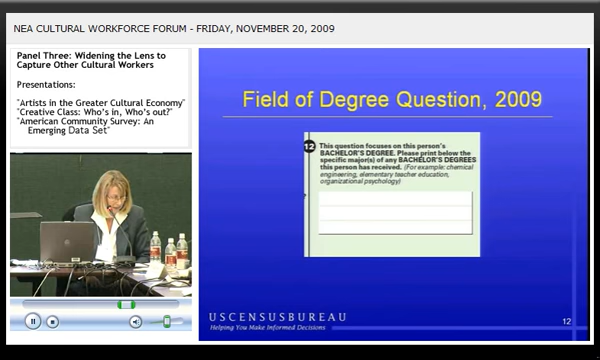 NEA CULTURAL WORKFORCE FORUM - FRIDAY, NOVEMBER 20, 2009
Panel Three: Widening the Lens to
Capture Other Cultural Workers
Presentations:
"Artists in the Greater Cultural Economy"
"Creative Class: Who's in, Who's out?"
"American Community Survey: An
Emerging Data Set"
Field of Degree Question, 2009
12 This question focuses on this person's
BACHELOR'S DEGREE. Please print below the
specific major(s) of any BACHELOR'S DEGREES
this person has received. (For example: chemical
engineering, elementary teacher education,
organizational psychology)
USCENSUSBUREAU
Helping You Make Informed Decisions
12